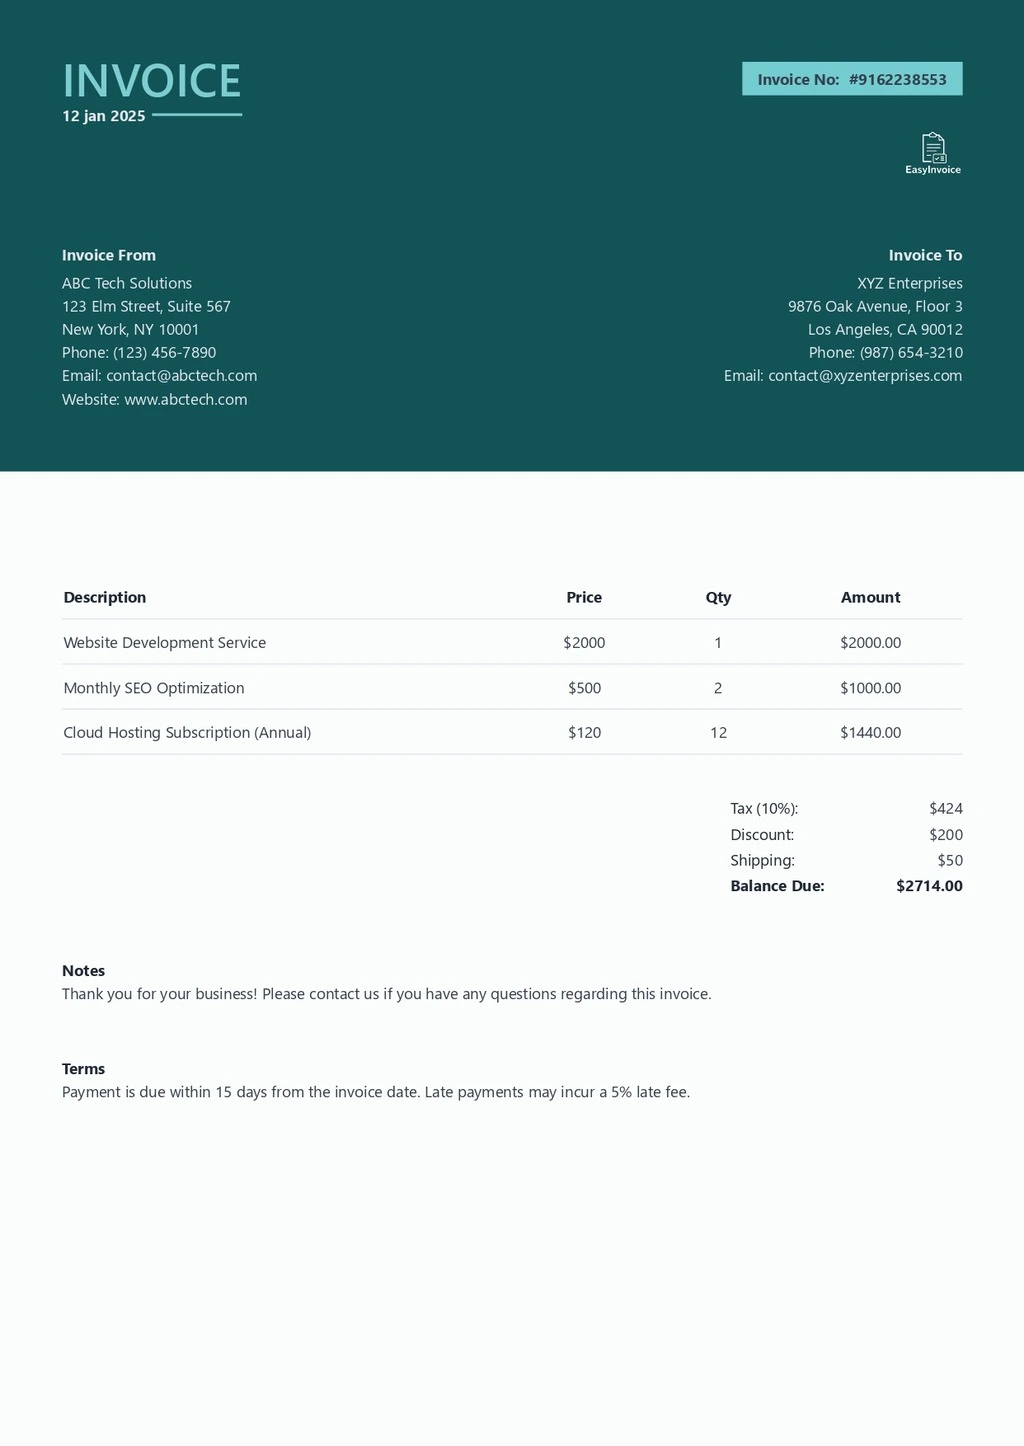 INVOICE
12 jan 2025
Invoice No: #9162238553
EasyInvoice
Invoice From
ABC Tech Solutions
123 Elm Street, Suite 567
New York, NY 10001
Phone: (123) 456-7890
Email: contact@abctech.com
Website: www.abctech.com
Invoice To
XYZ Enterprises
9876 Oak Avenue, Floor 3
Los Angeles, CA 90012
Phone: (987) 654-3210
Email: contact@xyzenterprises.com
Description Price Qty Amount
Website Development Service $2000 1 $2000.00
Monthly SEO Optimization $500 2 $1000.00
Cloud Hosting Subscription (Annual) $120 12 $1440.00
Tax (10%): $424
Discount: $200
Shipping: $50
Balance Due: $2714.00
Notes
Thank you for your business! Please contact us if you have any questions regarding this invoice.
Terms
Payment is due within 15 days from the invoice date. Late payments may incur a 5% late fee.